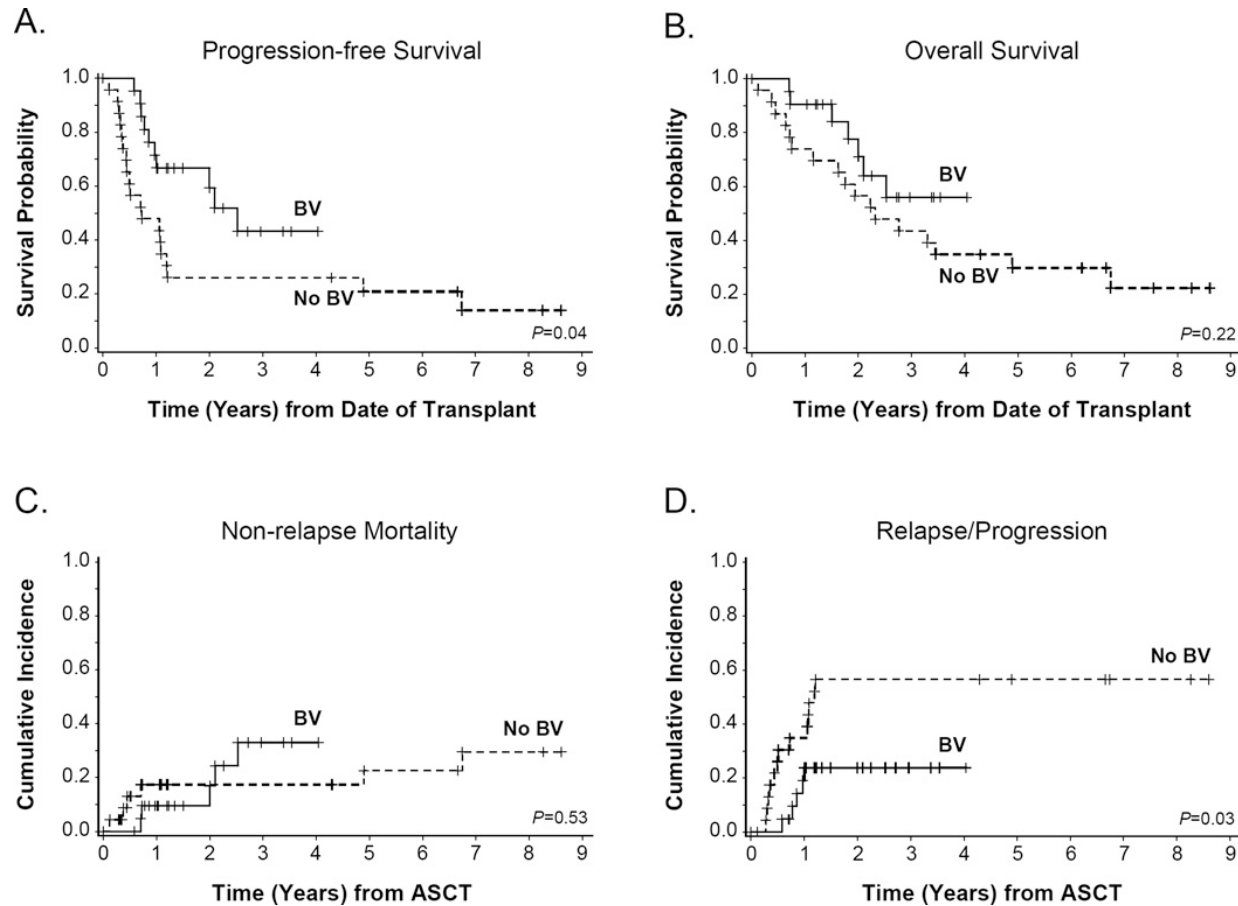 A.
Progression-free Survival
Survival Probability
1.0
0.8
0.6
0.4
0.2
0.0
BV
No BV
P=0.04
0 1 2 3 4 5 6 7 8 9
Time (Years) from Date of Transplant
B.
Overall Survival
Survival Probability
1.0
0.8
0.6
0.4
0.2
0.0
BV
No BV
P=0.22
0 1 2 3 4 5 6 7 8 9
Time (Years) from Date of Transplant
C.
Non-relapse Mortality
Cumulative Incidence
1.0
0.8
0.6
0.4
0.2
0.0
BV
No BV
P=0.53
0 1 2 3 4 5 6 7 8 9
Time (Years) from ASCT
D.
Relapse/Progression
Cumulative Incidence
1.0
0.8
0.6
0.4
0.2
0.0
No BV
BV
P=0.03
0 1 2 3 4 5 6 7 8 9
Time (Years) from ASCT